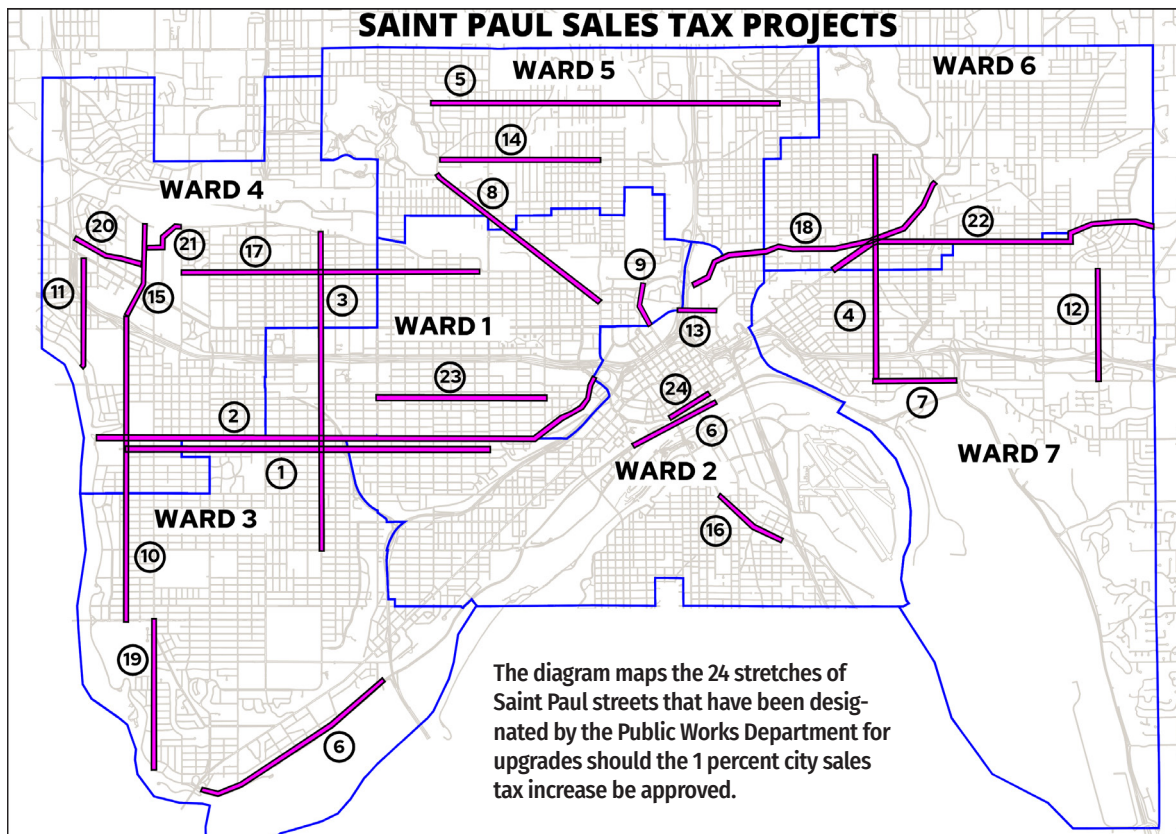 SAINT PAUL SALES TAX PROJECTS
WARD 5
WARD 6
5
14
WARD 4
8
20
21
17
18
22
9
11
15
3
12
WARD 1
13
4
23
24
7
2
6
1
WARD 2
WARD 7
WARD 3
16
10
19
6
The diagram maps the 24 stretches of
Saint Paul streets that have been desig-
nated by the Public Works Department for
upgrades should the 1 percent city sales
tax increase be approved.